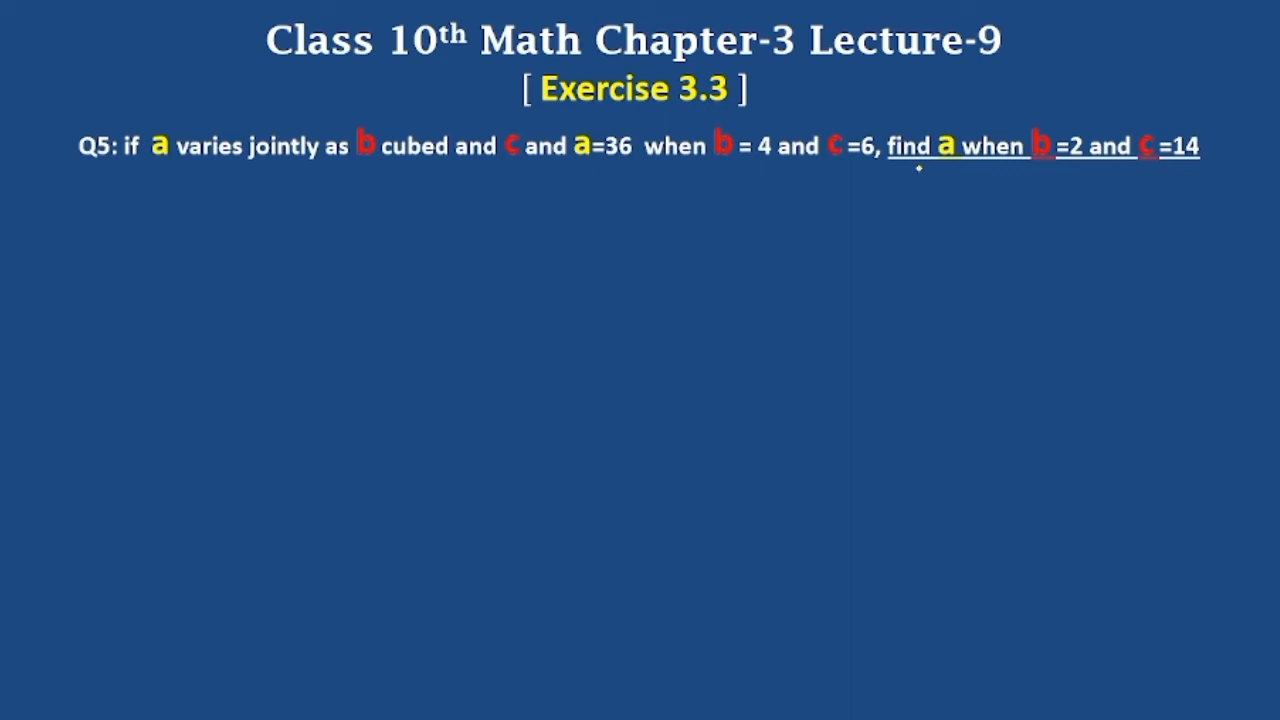 Class 10th Math Chapter-3 Lecture-9
[ Exercise 3.3 ]
Q5: if a varies jointly as b cubed and c and a=36 when b = 4 and c =6, find a when b =2 and c =14